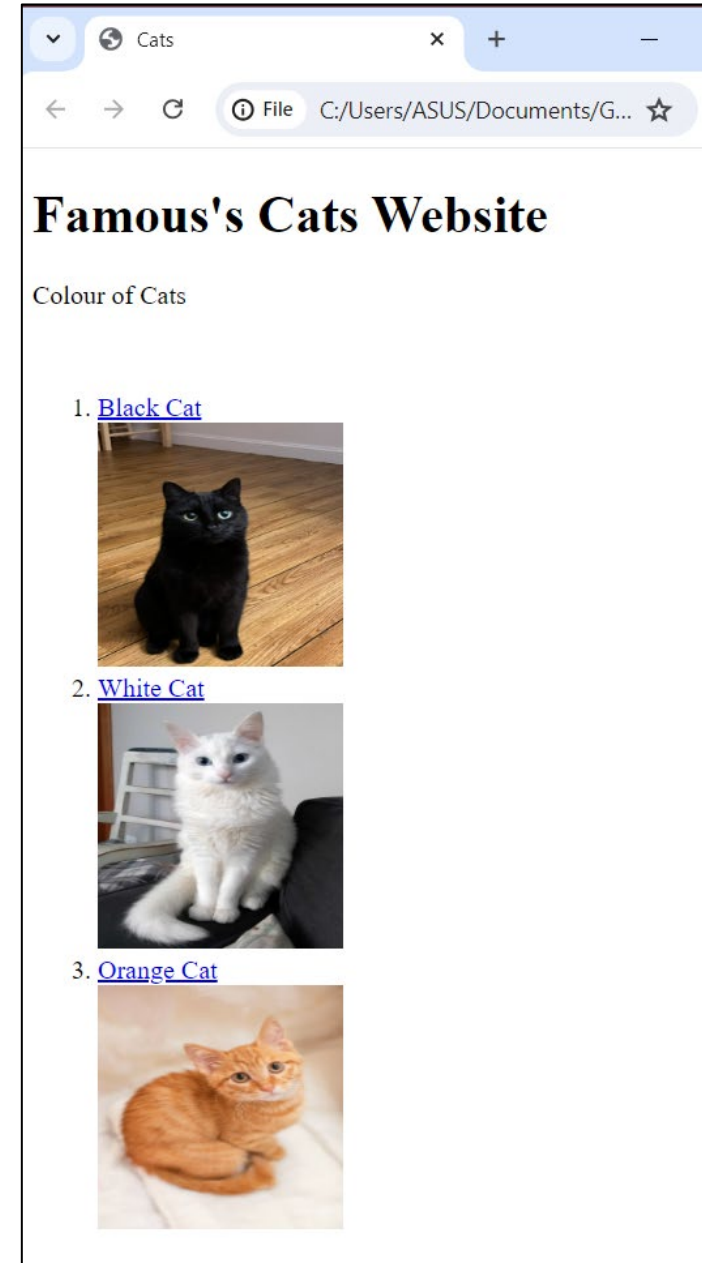 Cats
File C:/Users/ASUS/Documents/G...
Famous's Cats Website
Colour of Cats
1. Black Cat
2. White Cat
3. Orange Cat